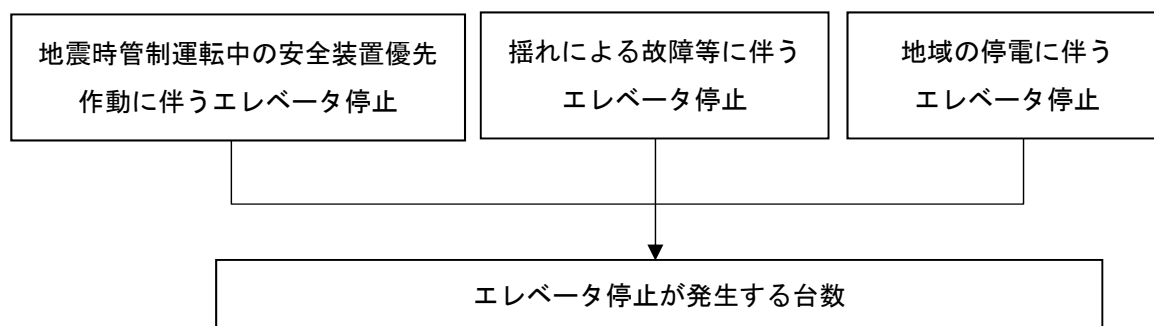 地震時管制運転中の安全装置優先
作動に伴うエレベータ停止
揺れによる故障等に伴う
エレベータ停止
地域の停電に伴う
エレベータ停止
エレベータ停止が発生する台数